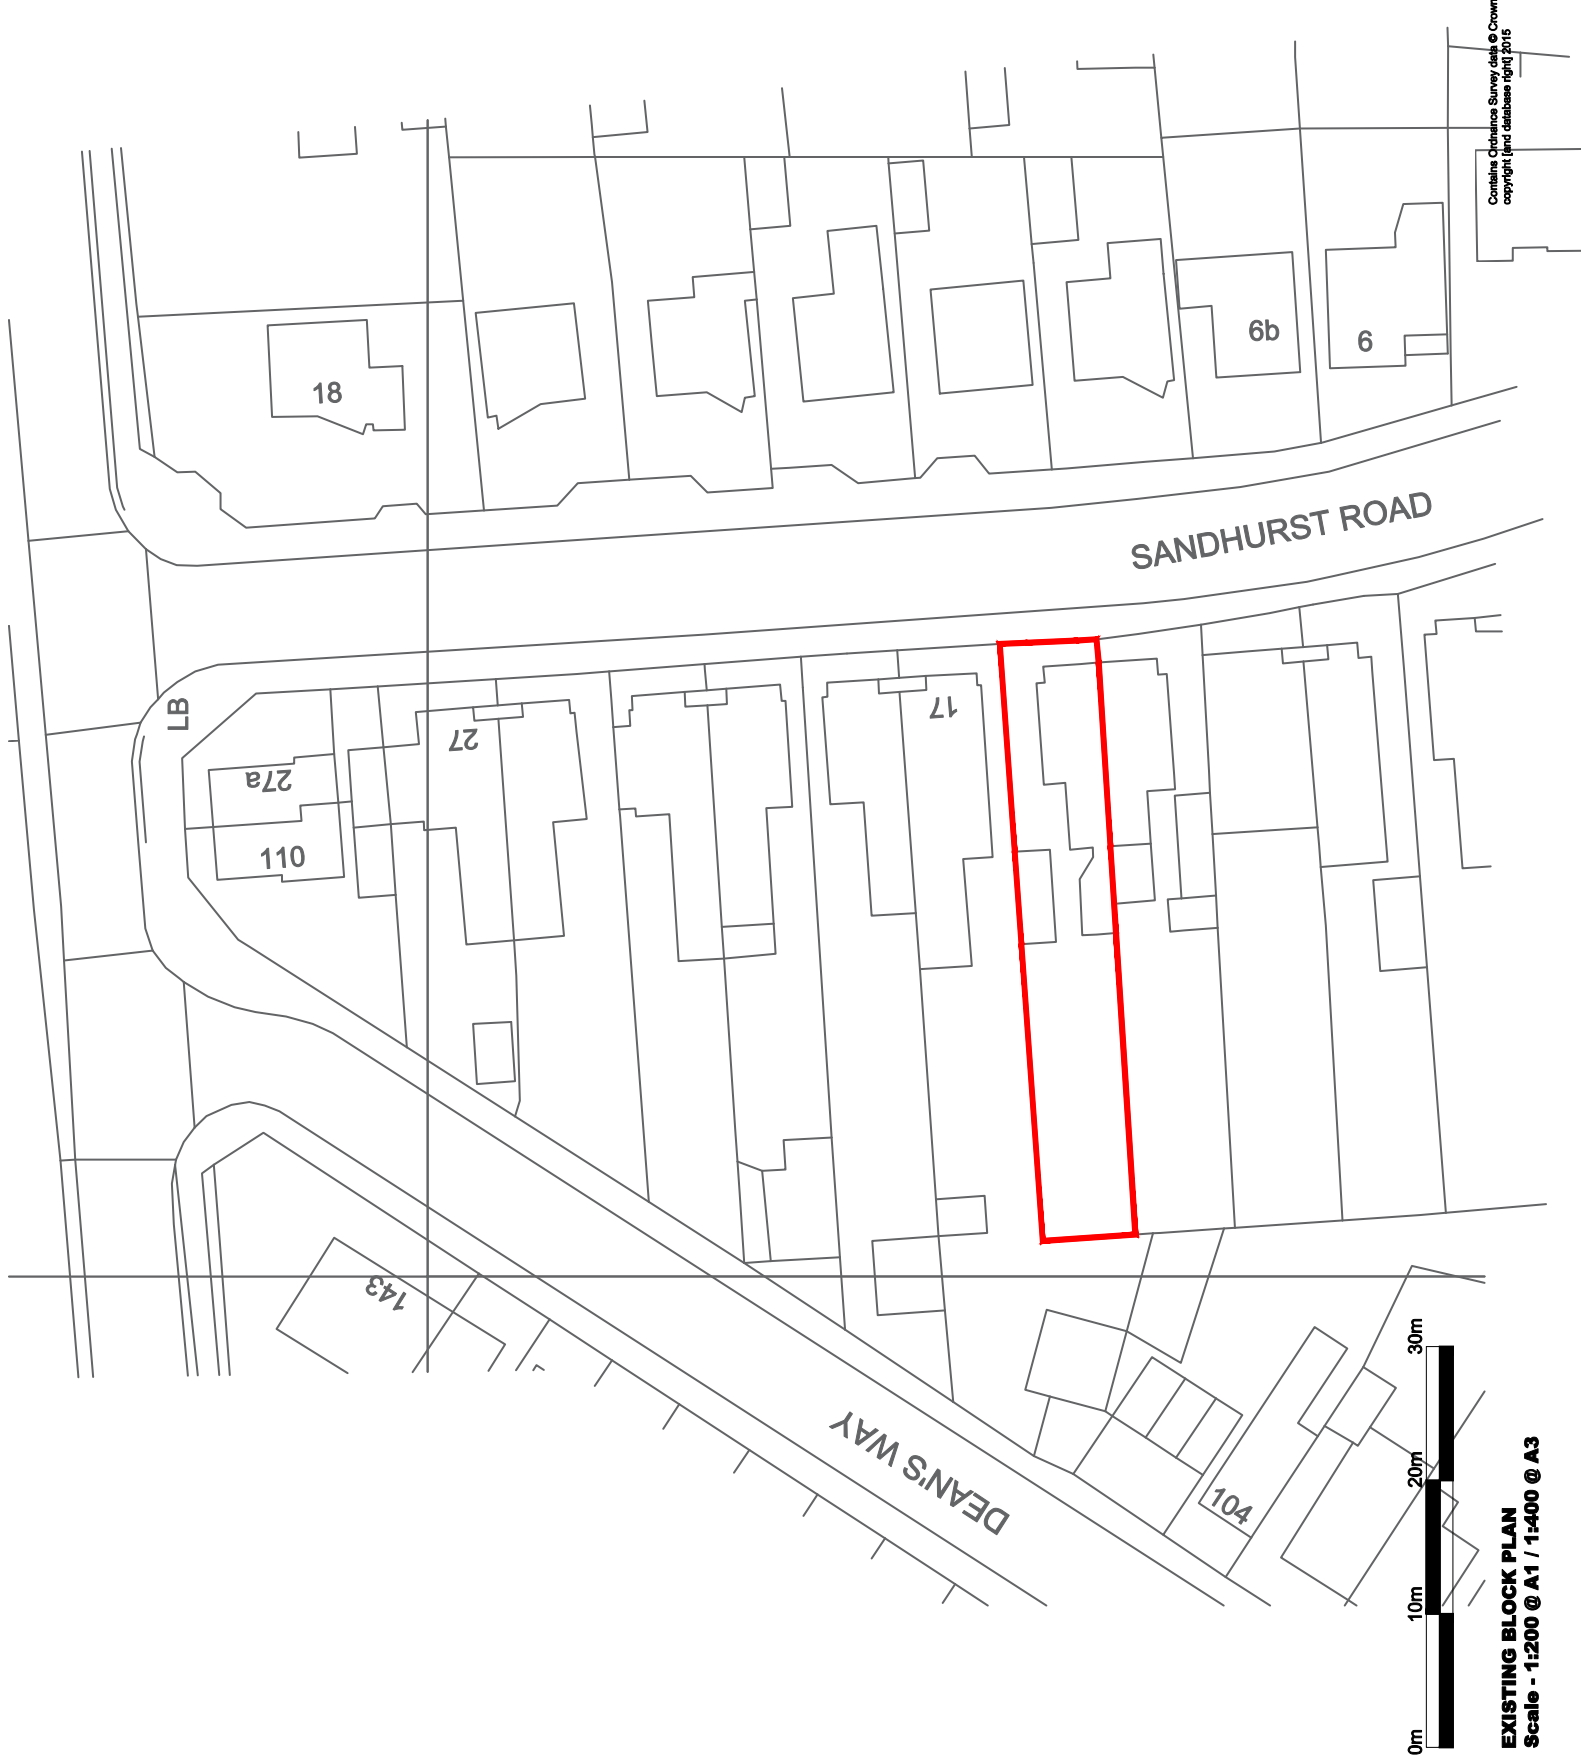 Contains Ordnance Survey data © Crown
copyright [and database right] 2015
18
6b
6
SANDHURST ROAD
LB
27a
27
17
110
143
DEAN'S WAY
104
0m
10m
20m
30m
EXISTING BLOCK PLAN
Scale - 1:200 @ A1 / 1:400 @ A3